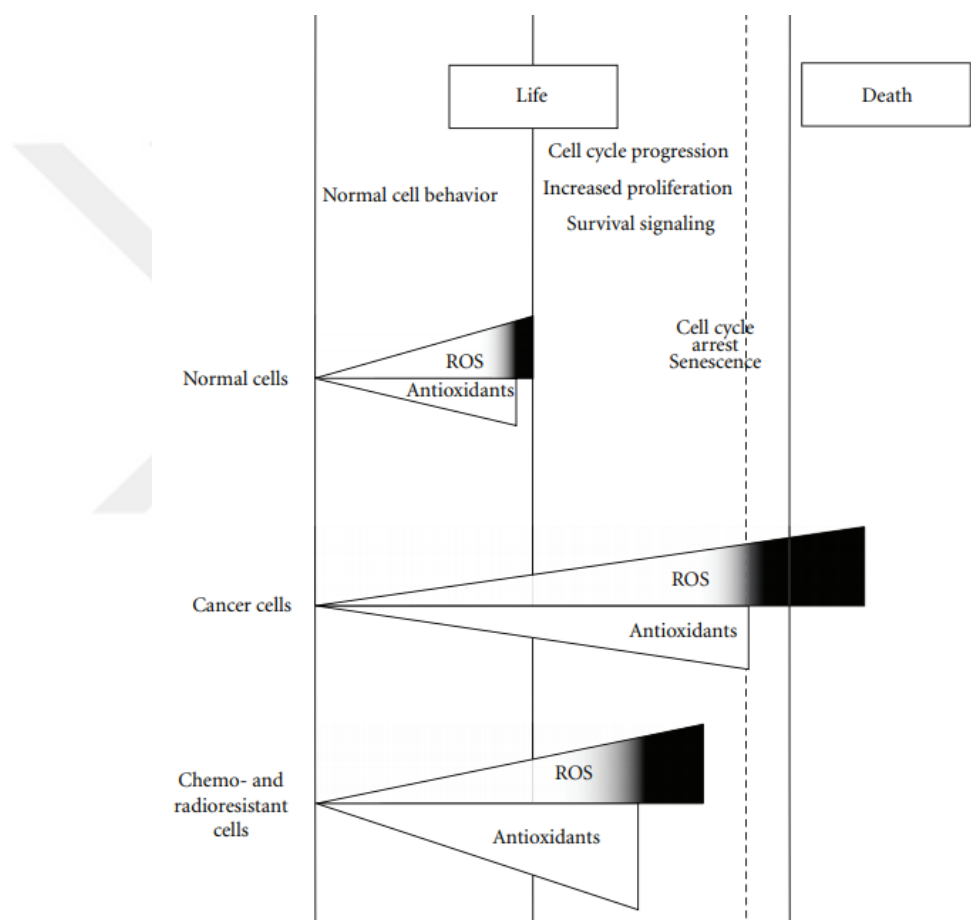 Life
Death
Cell cycle progression
Normal cell behavior
Increased proliferation
Survival signaling
Cell cycle
arrest
Senescence
Normal cells
ROS
Antioxidants
Cancer cells
ROS
Antioxidants
Chemo- and
radioresistant
cells
ROS
Antioxidants